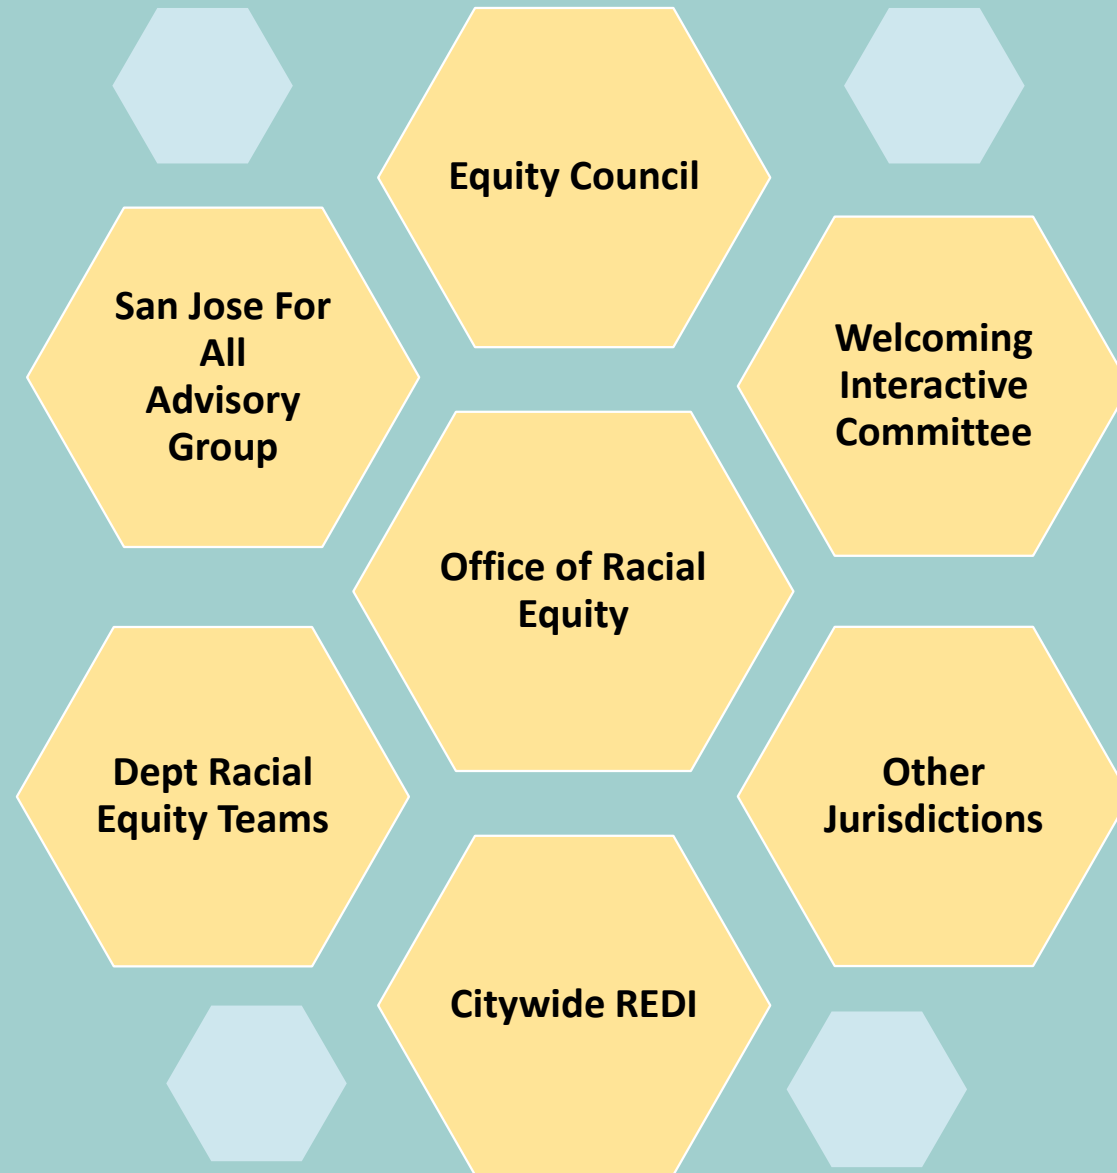 Equity Council
San Jose For
All
Advisory
Group
Welcoming
Interactive
Committee
Office of Racial
Equity
Dept Racial
Equity Teams
Other
Jurisdictions
Citywide REDI